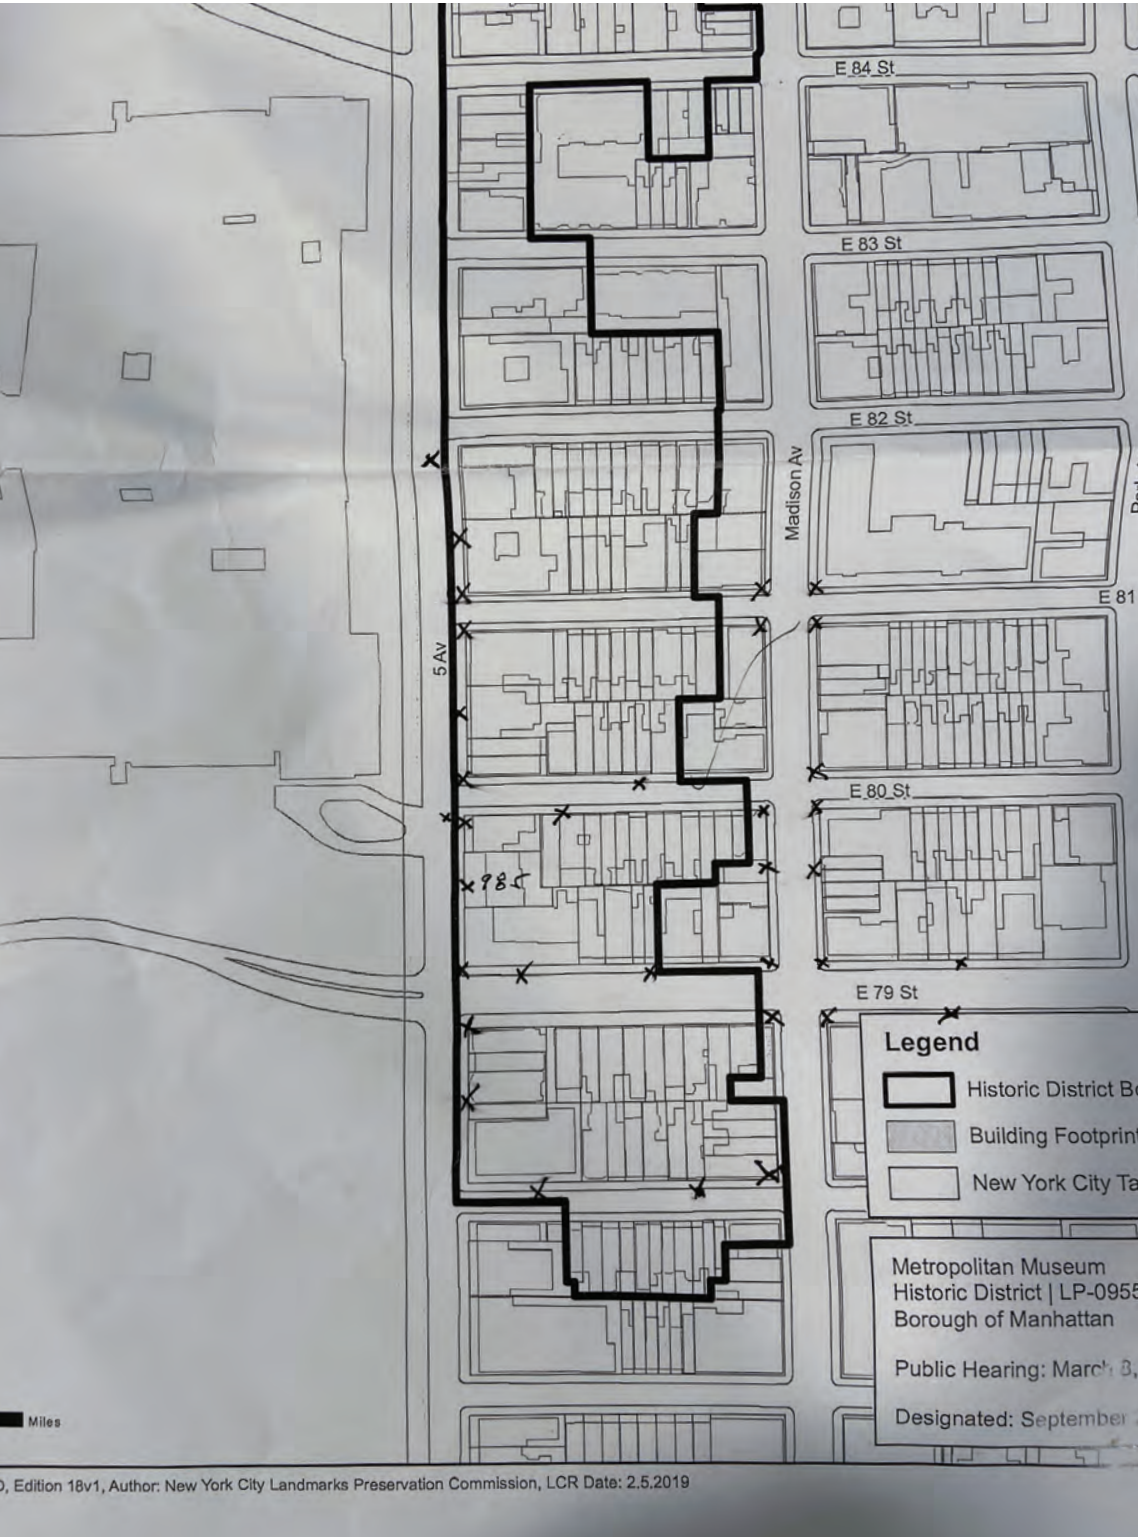 E 84 St
E 83 St
E 82 St
Madison Av
E 81
5 Av
E 80 St
985
E 79 St
Legend
Historic District
Building Footprint
New York City
Metropolitan Museum
Historic District | LP-0955
Borough of Manhattan
Public Hearing: March 3,
Designated: September
Miles
Edition 18v1, Author: New York City Landmarks Preservation Commission, LCR Date: 2.5.2019